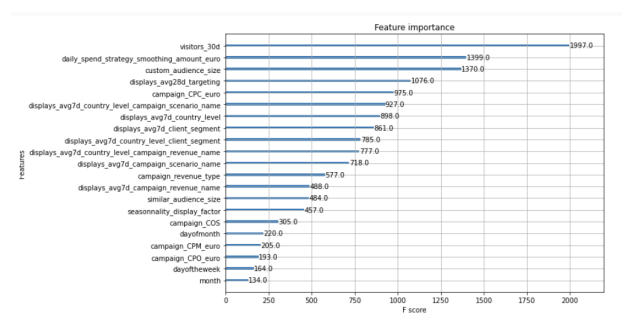 Feature importance
visitors_30d 1997.0
daily_spend_strategy_smoothing_amount_euro 1399.0
custom_audience_size 1370.0
displays_avg28d_targeting 1076.0
campaign_CPC_euro 975.0
displays_avg7d_country_level_campaign_scenario_name 927.0
displays_avg7d_country_level 898.0
displays_avg7d_client_segment 861.0
displays_avg7d_country_level_client_segment 785.0
displays_avg7d_country_level_campaign_revenue_name 777.0
displays_avg7d_campaign_scenario_name 718.0
campaign_revenue_type 577.0
displays_avg7d_campaign_revenue_name 488.0
similar_audience_size 484.0
seasonnality_display_factor 457.0
campaign_COS 305.0
dayofmonth 220.0
campaign_CPM_euro 205.0
campaign_CPO_euro 193.0
dayoftheweek 164.0
month 134.0
Features
0 250 500 750 1000 1250 1500 1750 2000
F score